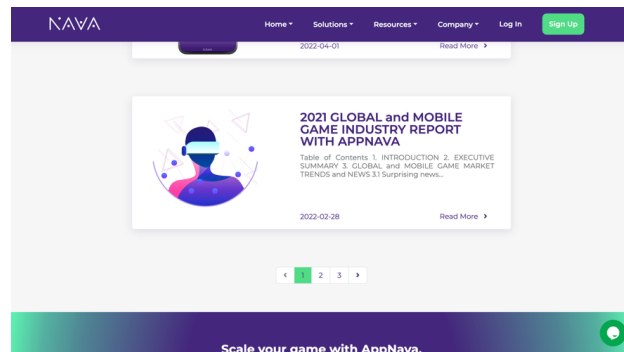 NAVA
Home Solutions Resources Company Log In Sign Up
2022-04-01 Read More
2021 GLOBAL and MOBILE
GAME INDUSTRY REPORT
WITH APPNAVA
Table of Contents 1. INTRODUCTION 2. EXECUTIVE
SUMMARY 3. GLOBAL and MOBILE GAME MARKET
TRENDS and NEWS 3.1 Surprising news...
2022-02-28 Read More
1 2 3
Scale your game with AppNava.